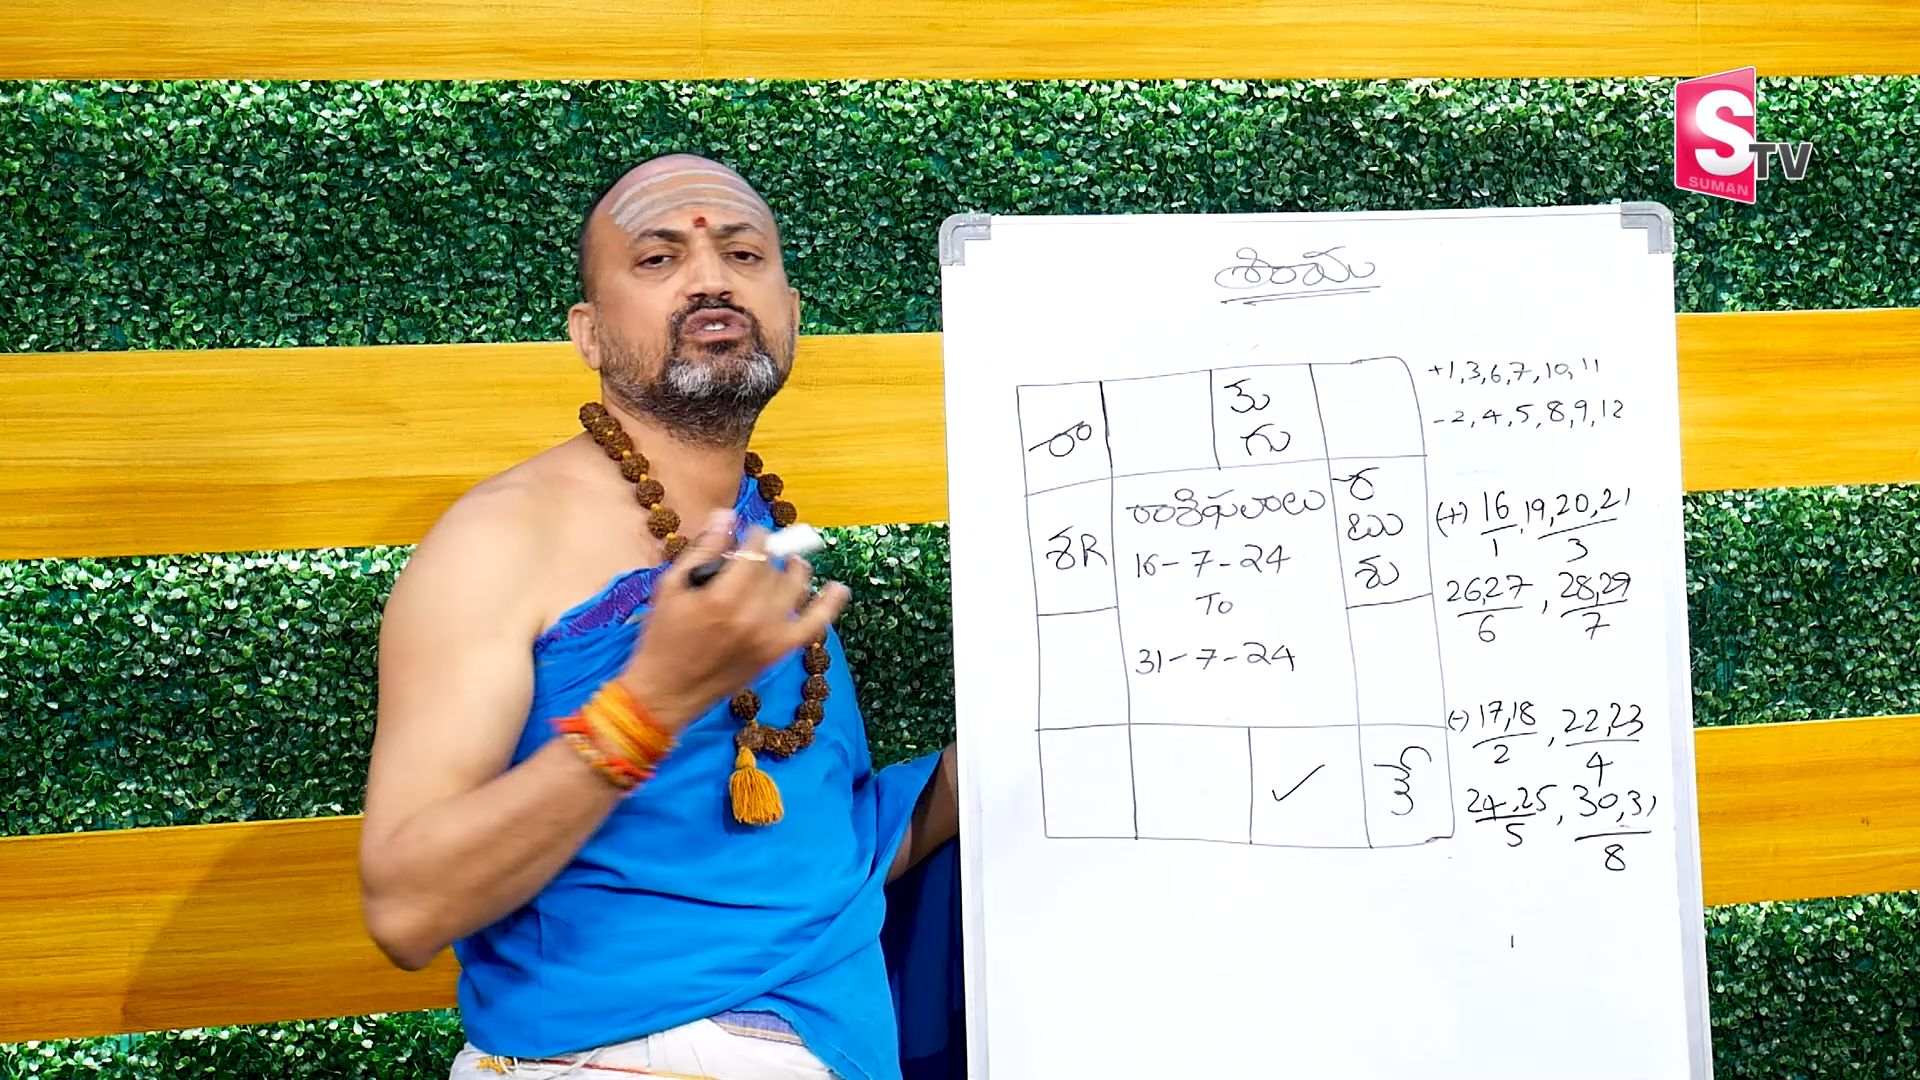 S TV
SUMAN
శ్రీరామ
+1,3,6,7,10,11
-2,4,5,8,9,12
రా
కు
గు
శR
రాశిఫలాలు
16-7-24
To
31-7-24
ర
బు
శు
(+) 16/1, 19,20,21/3
26,27/6, 28,29/7
(-) 17,18/2, 22,23/4
24,25/5, 30,31/8
✓
కే